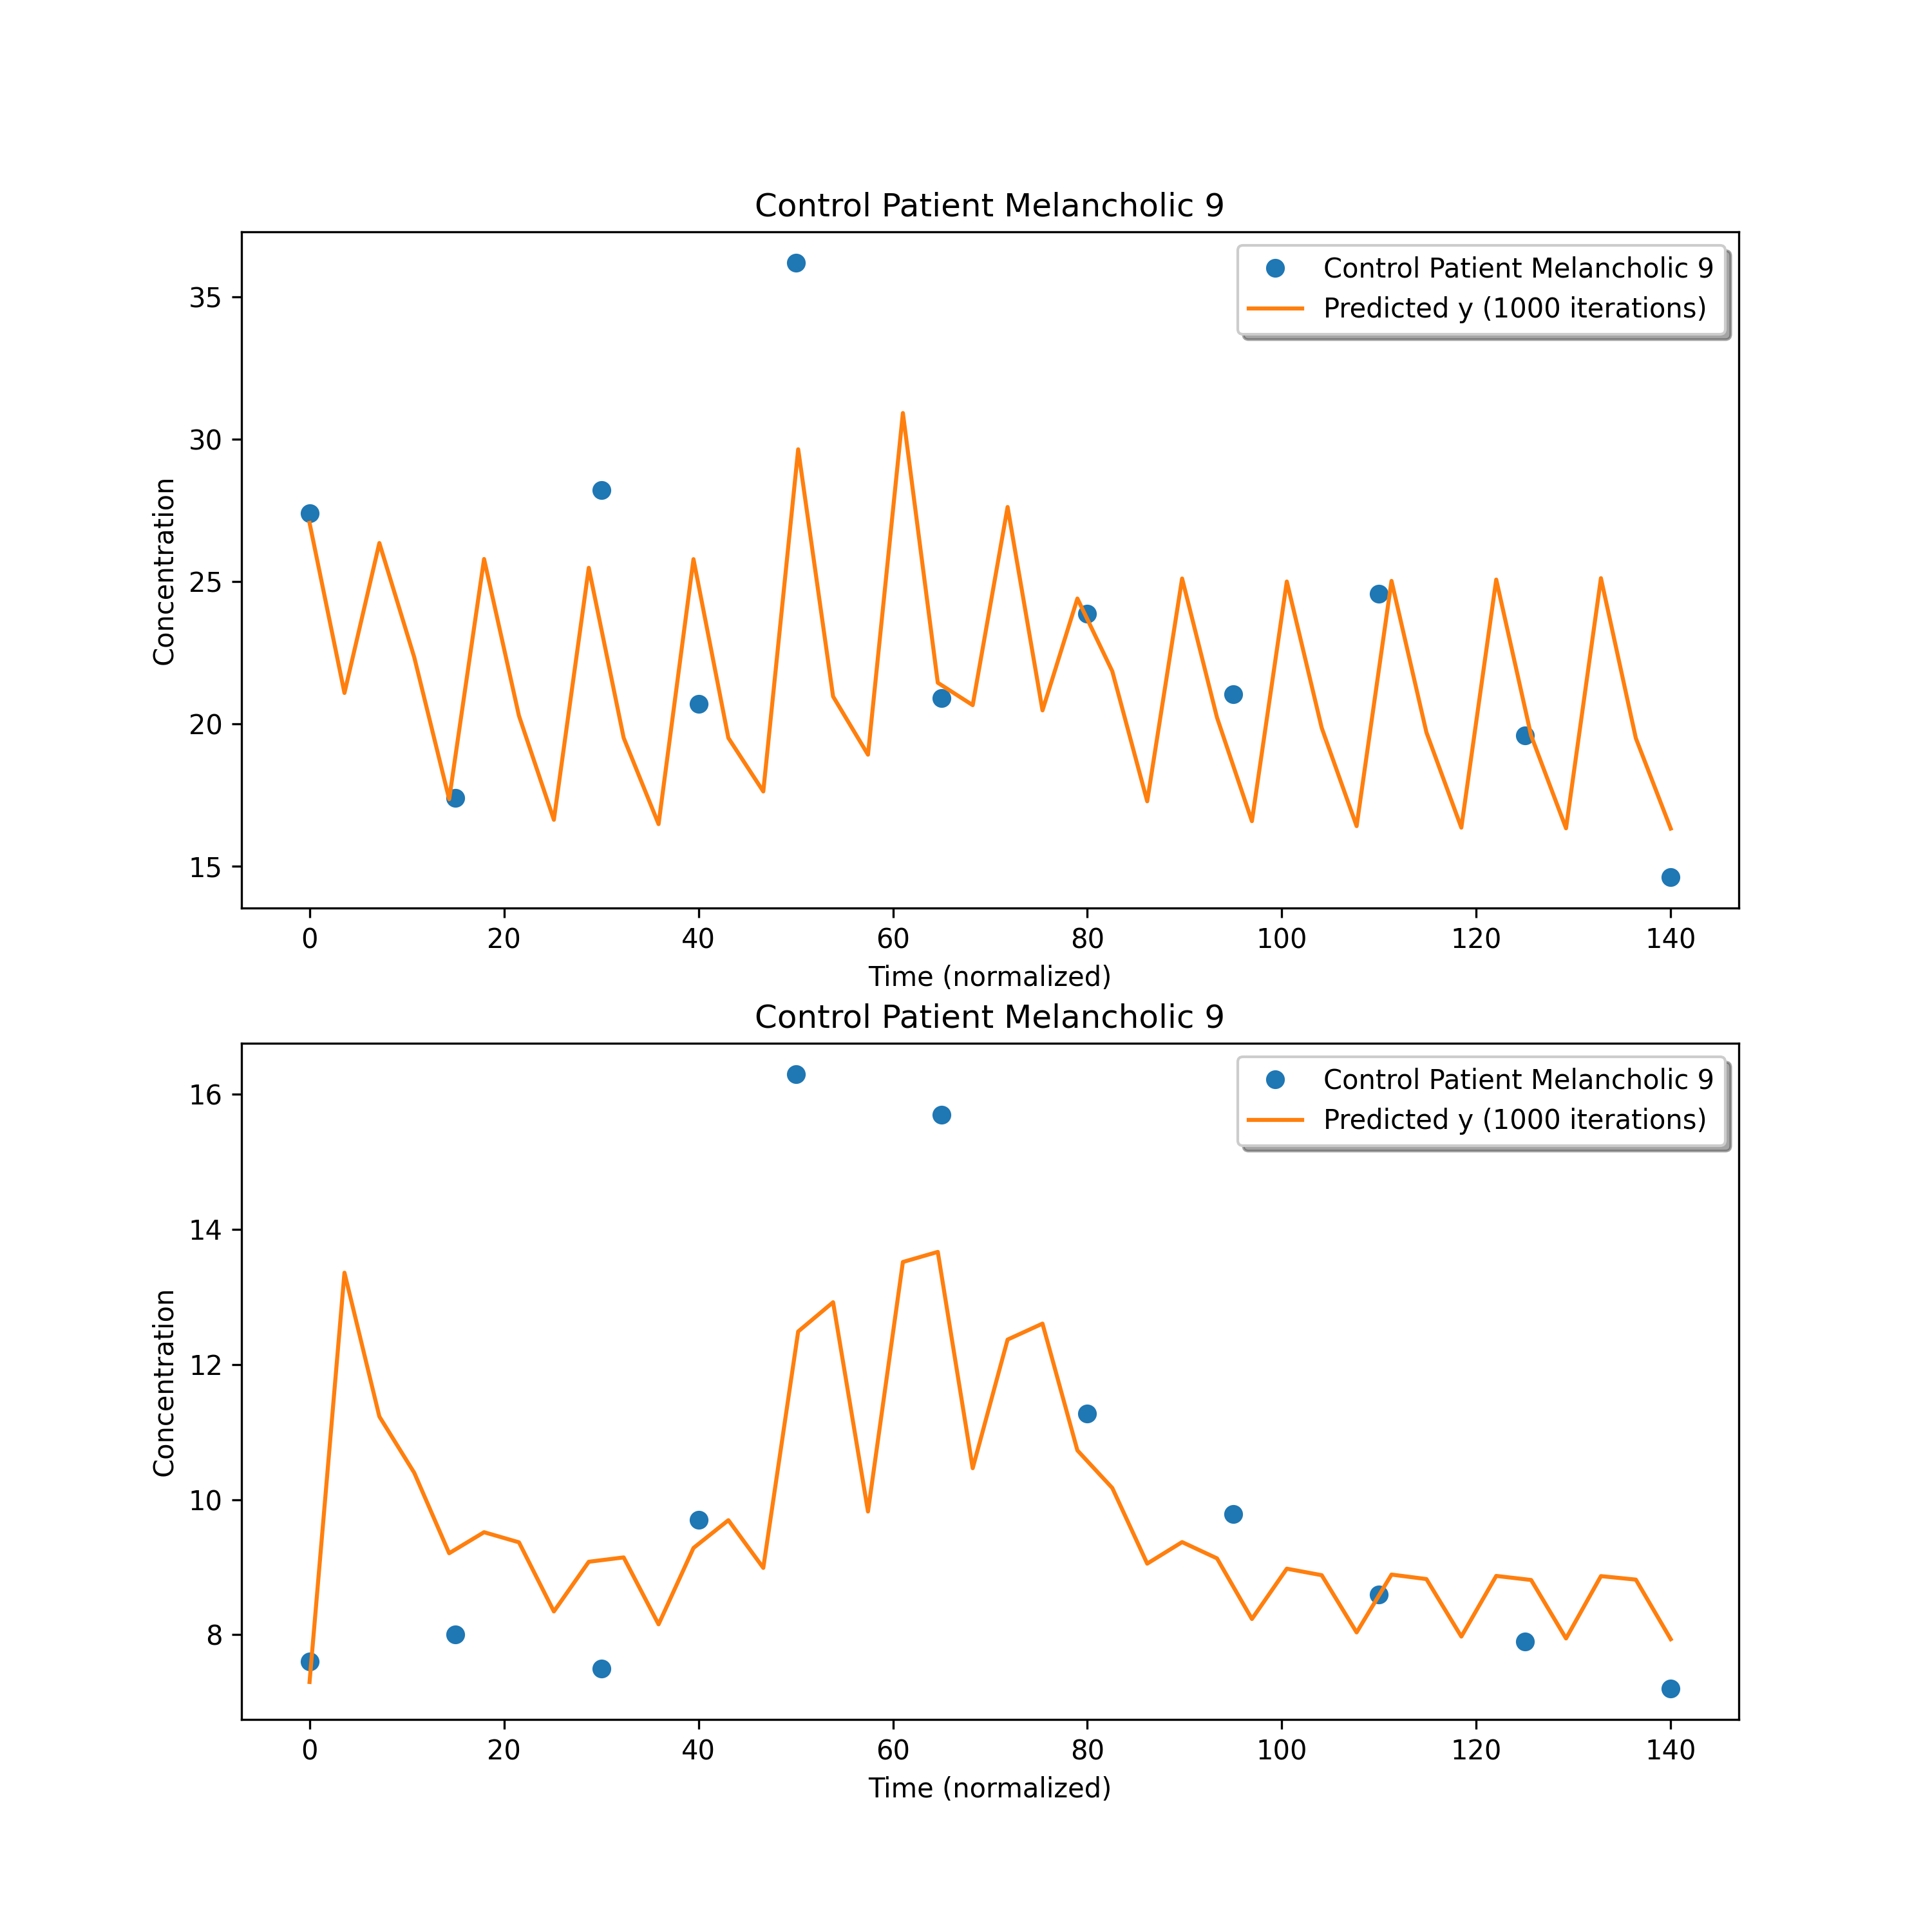 Control Patient Melancholic 9
Control Patient Melancholic 9
Predicted y (1000 iterations)
Concentration
35
30
25
20
15
0 20 40 60 80 100 120 140
Time (normalized)
Control Patient Melancholic 9
Control Patient Melancholic 9
Predicted y (1000 iterations)
Concentration
16
14
12
10
8
0 20 40 60 80 100 120 140
Time (normalized)